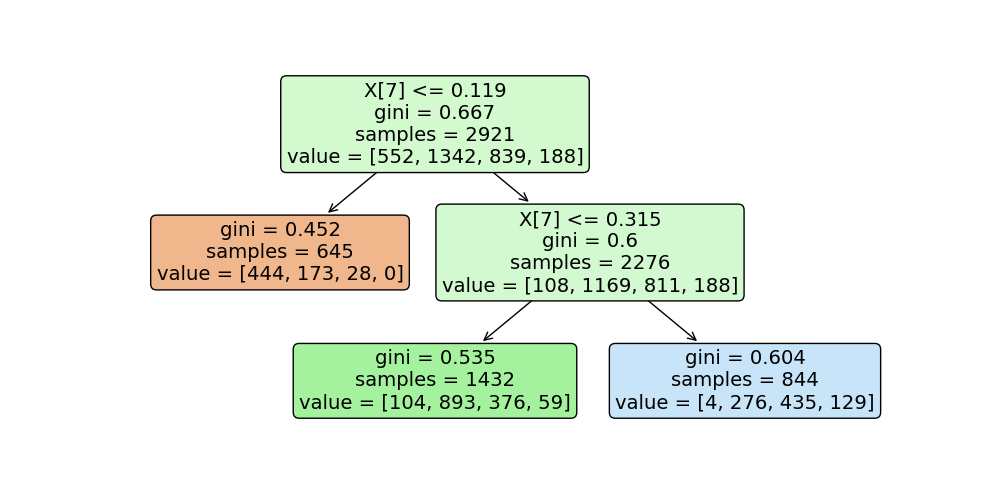 X[7] <= 0.119
gini = 0.667
samples = 2921
value = [552, 1342, 839, 188]
gini = 0.452
samples = 645
value = [444, 173, 28, 0]
X[7] <= 0.315
gini = 0.6
samples = 2276
value = [108, 1169, 811, 188]
gini = 0.535
samples = 1432
value = [104, 893, 376, 59]
gini = 0.604
samples = 844
value = [4, 276, 435, 129]